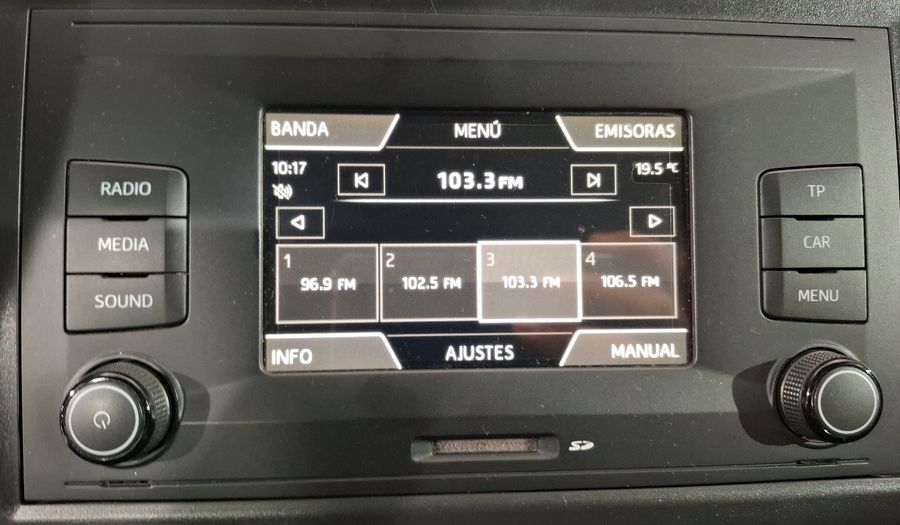 BANDA MENÚ EMISORAS
10:17 103.3 FM 19.5 °C
RADIO
MEDIA
SOUND
1 2 3 4
96.9 FM 102.5 FM 103.3 FM 106.5 FM
INFO AJUSTES MANUAL
TP
CAR
MENU
SD